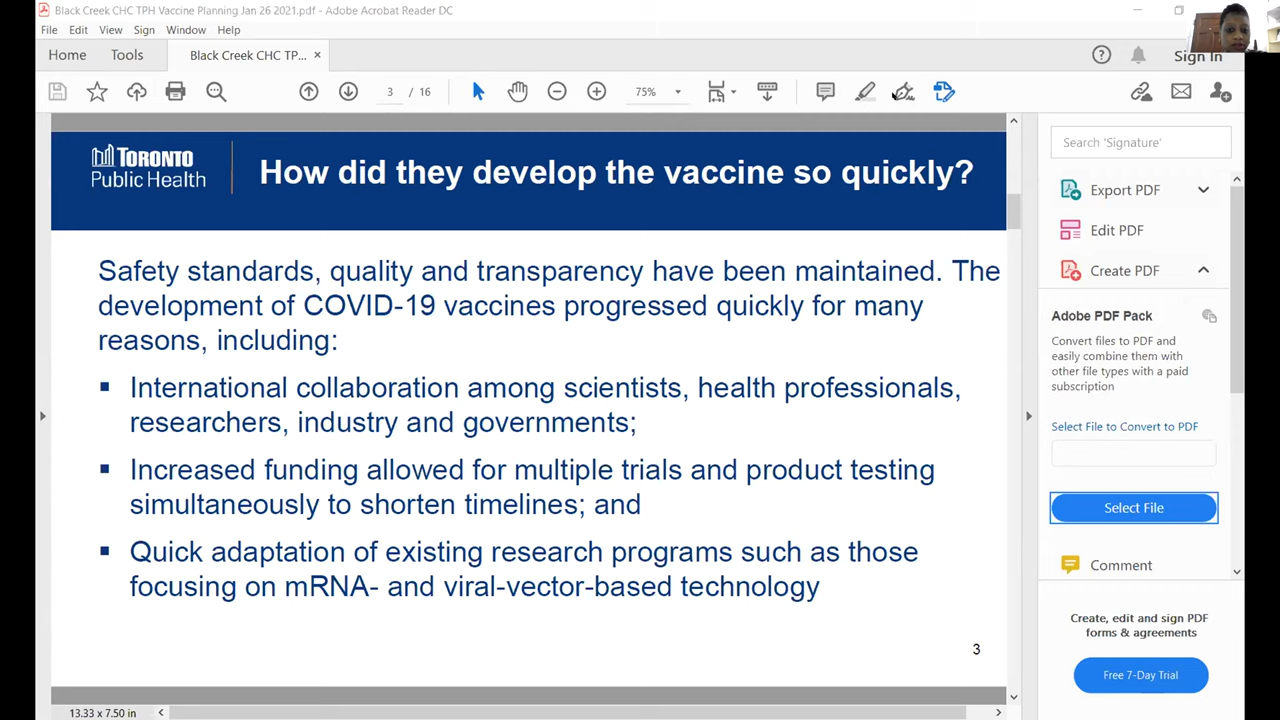 Black Creek CHC TPH Vaccine Planning Jan 26 2021.pdf - Adobe Acrobat Reader DC
File Edit View Sign Window Help
Home Tools Black Creek CHC TP... × Sign In
3 / 16 75%
TORONTO
Public Health
How did they develop the vaccine so quickly?
Safety standards, quality and transparency have been maintained. The
development of COVID-19 vaccines progressed quickly for many
reasons, including:
▪ International collaboration among scientists, health professionals,
researchers, industry and governments;
▪ Increased funding allowed for multiple trials and product testing
simultaneously to shorten timelines; and
▪ Quick adaptation of existing research programs such as those
focusing on mRNA- and viral-vector-based technology
3
13.33 x 7.50 in
Search 'Signature'
Export PDF
Edit PDF
Create PDF
Adobe PDF Pack
Convert files to PDF and
easily combine them with
other file types with a paid
subscription
Select File to Convert to PDF
Select File
Comment
Create, edit and sign PDF
forms & agreements
Free 7-Day Trial